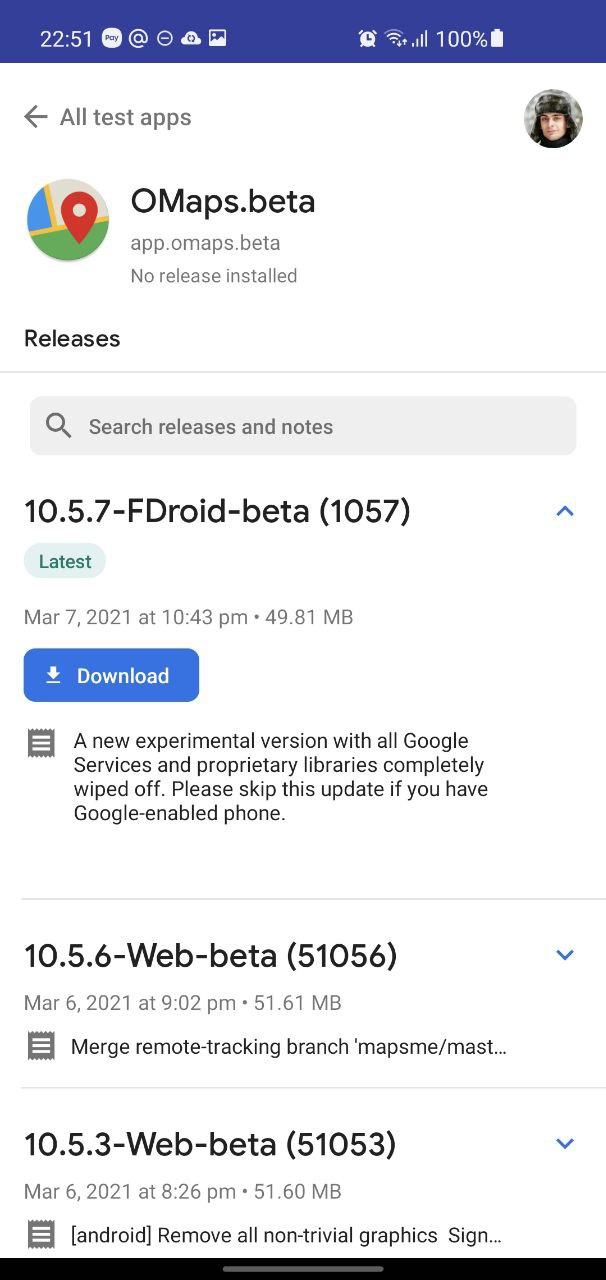 22:51 Pay 100%
All test apps
OMaps.beta
app.omaps.beta
No release installed
Releases
Search releases and notes
10.5.7-FDroid-beta (1057)
Latest
Mar 7, 2021 at 10:43 pm • 49.81 MB
Download
A new experimental version with all Google
Services and proprietary libraries completely
wiped off. Please skip this update if you have
Google-enabled phone.
10.5.6-Web-beta (51056)
Mar 6, 2021 at 9:02 pm • 51.61 MB
Merge remote-tracking branch 'mapsme/mast...
10.5.3-Web-beta (51053)
Mar 6, 2021 at 8:26 pm • 51.60 MB
[android] Remove all non-trivial graphics  Sign...